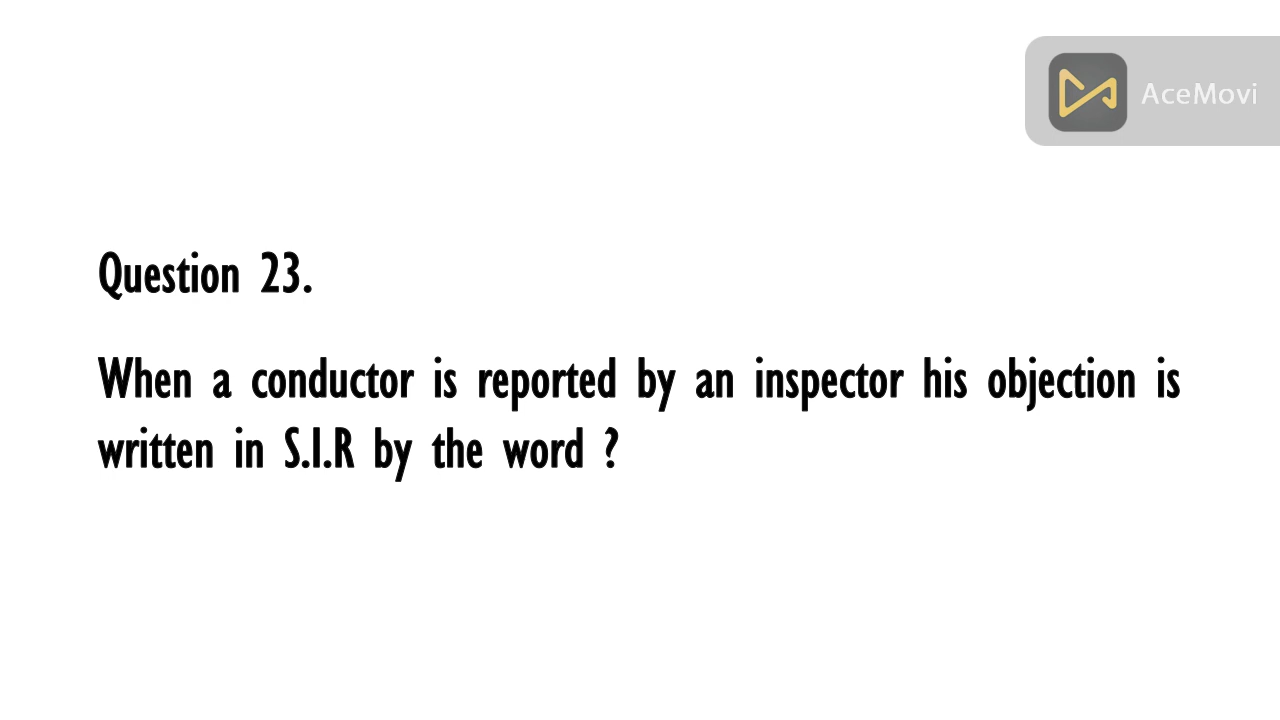 AceMovi
Question 23.
When a conductor is reported by an inspector his objection is
written in S.I.R by the word ?